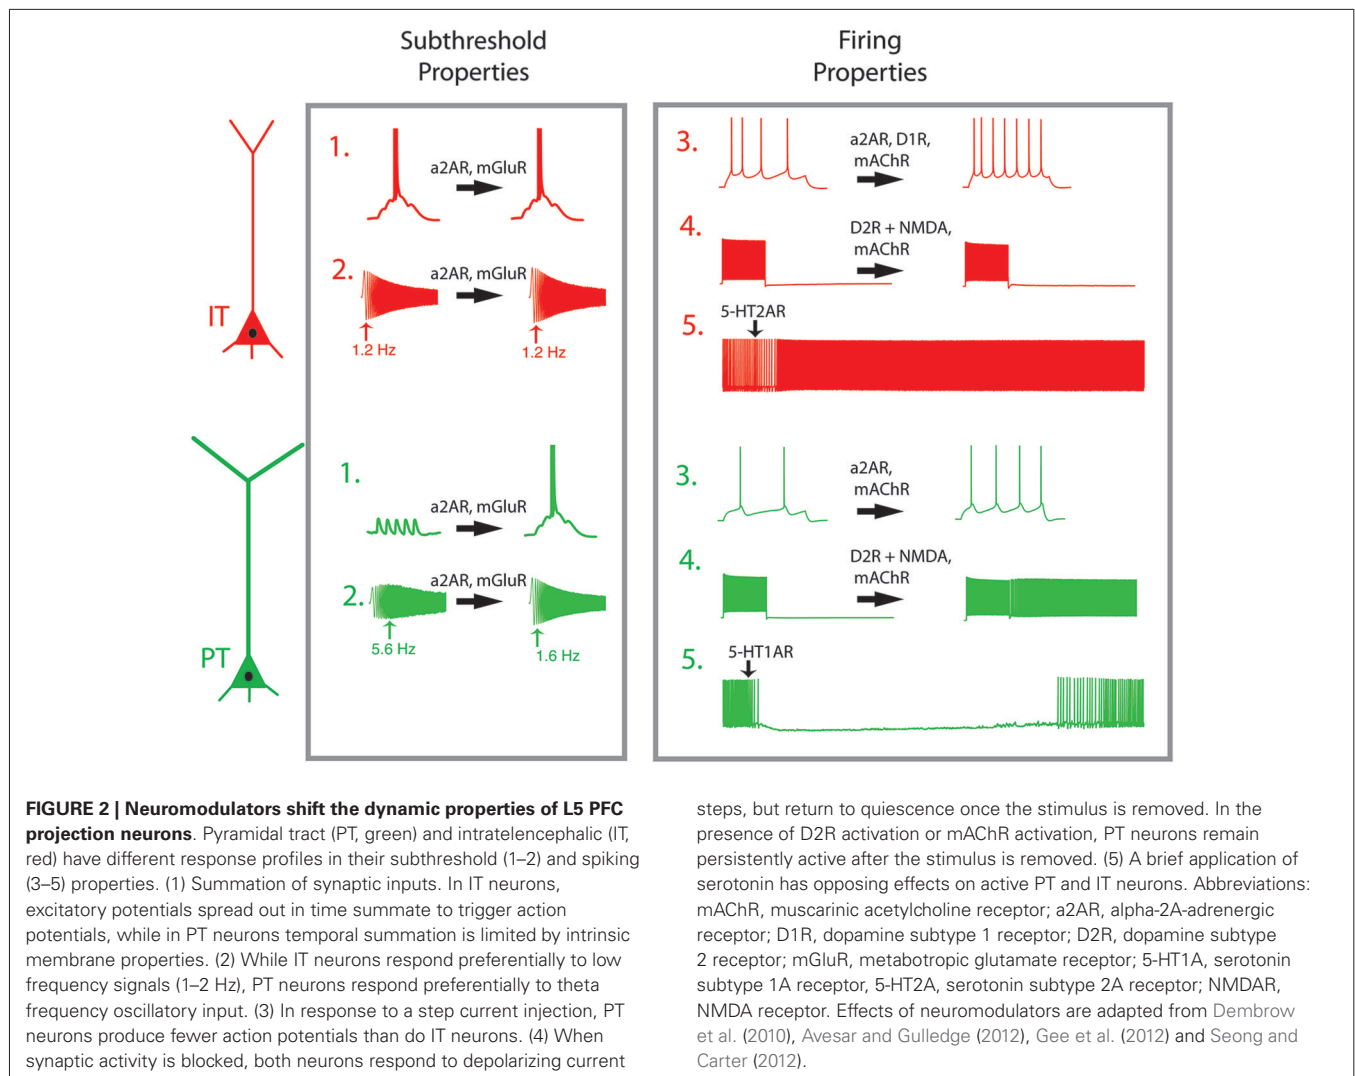 Subthreshold
Properties
Firing
Properties
IT
1.
a2AR, mGluR
2.
a2AR, mGluR
1.2 Hz
1.2 Hz
3.
a2AR, D1R,
mAChR
4.
D2R + NMDA,
mAChR
5.
5-HT2AR
PT
1.
a2AR, mGluR
2.
a2AR, mGluR
5.6 Hz
1.6 Hz
3.
a2AR,
mAChR
4.
D2R + NMDA,
mAChR
5.
5-HT1AR
FIGURE 2 | Neuromodulators shift the dynamic properties of L5 PFC
projection neurons. Pyramidal tract (PT, green) and intratelencephalic (IT,
red) have different response profiles in their subthreshold (1–2) and spiking
(3–5) properties. (1) Summation of synaptic inputs. In IT neurons,
excitatory potentials spread out in time summate to trigger action
potentials, while in PT neurons temporal summation is limited by intrinsic
membrane properties. (2) While IT neurons respond preferentially to low
frequency signals (1–2 Hz), PT neurons respond preferentially to theta
frequency oscillatory input. (3) In response to a step current injection, PT
neurons produce fewer action potentials than do IT neurons. (4) When
synaptic activity is blocked, both neurons respond to depolarizing current
steps, but return to quiescence once the stimulus is removed. In the
presence of D2R activation or mAChR activation, PT neurons remain
persistently active after the stimulus is removed. (5) A brief application of
serotonin has opposing effects on active PT and IT neurons. Abbreviations:
mAChR, muscarinic acetylcholine receptor; a2AR, alpha-2A-adrenergic
receptor; D1R, dopamine subtype 1 receptor; D2R, dopamine subtype
2 receptor; mGluR, metabotropic glutamate receptor; 5-HT1A, serotonin
subtype 1A receptor, 5-HT2A, serotonin subtype 2A receptor; NMDAR,
NMDA receptor. Effects of neuromodulators are adapted from Dembrow
et al. (2010), Avesar and Gulledge (2012), Gee et al. (2012) and Seong and
Carter (2012).